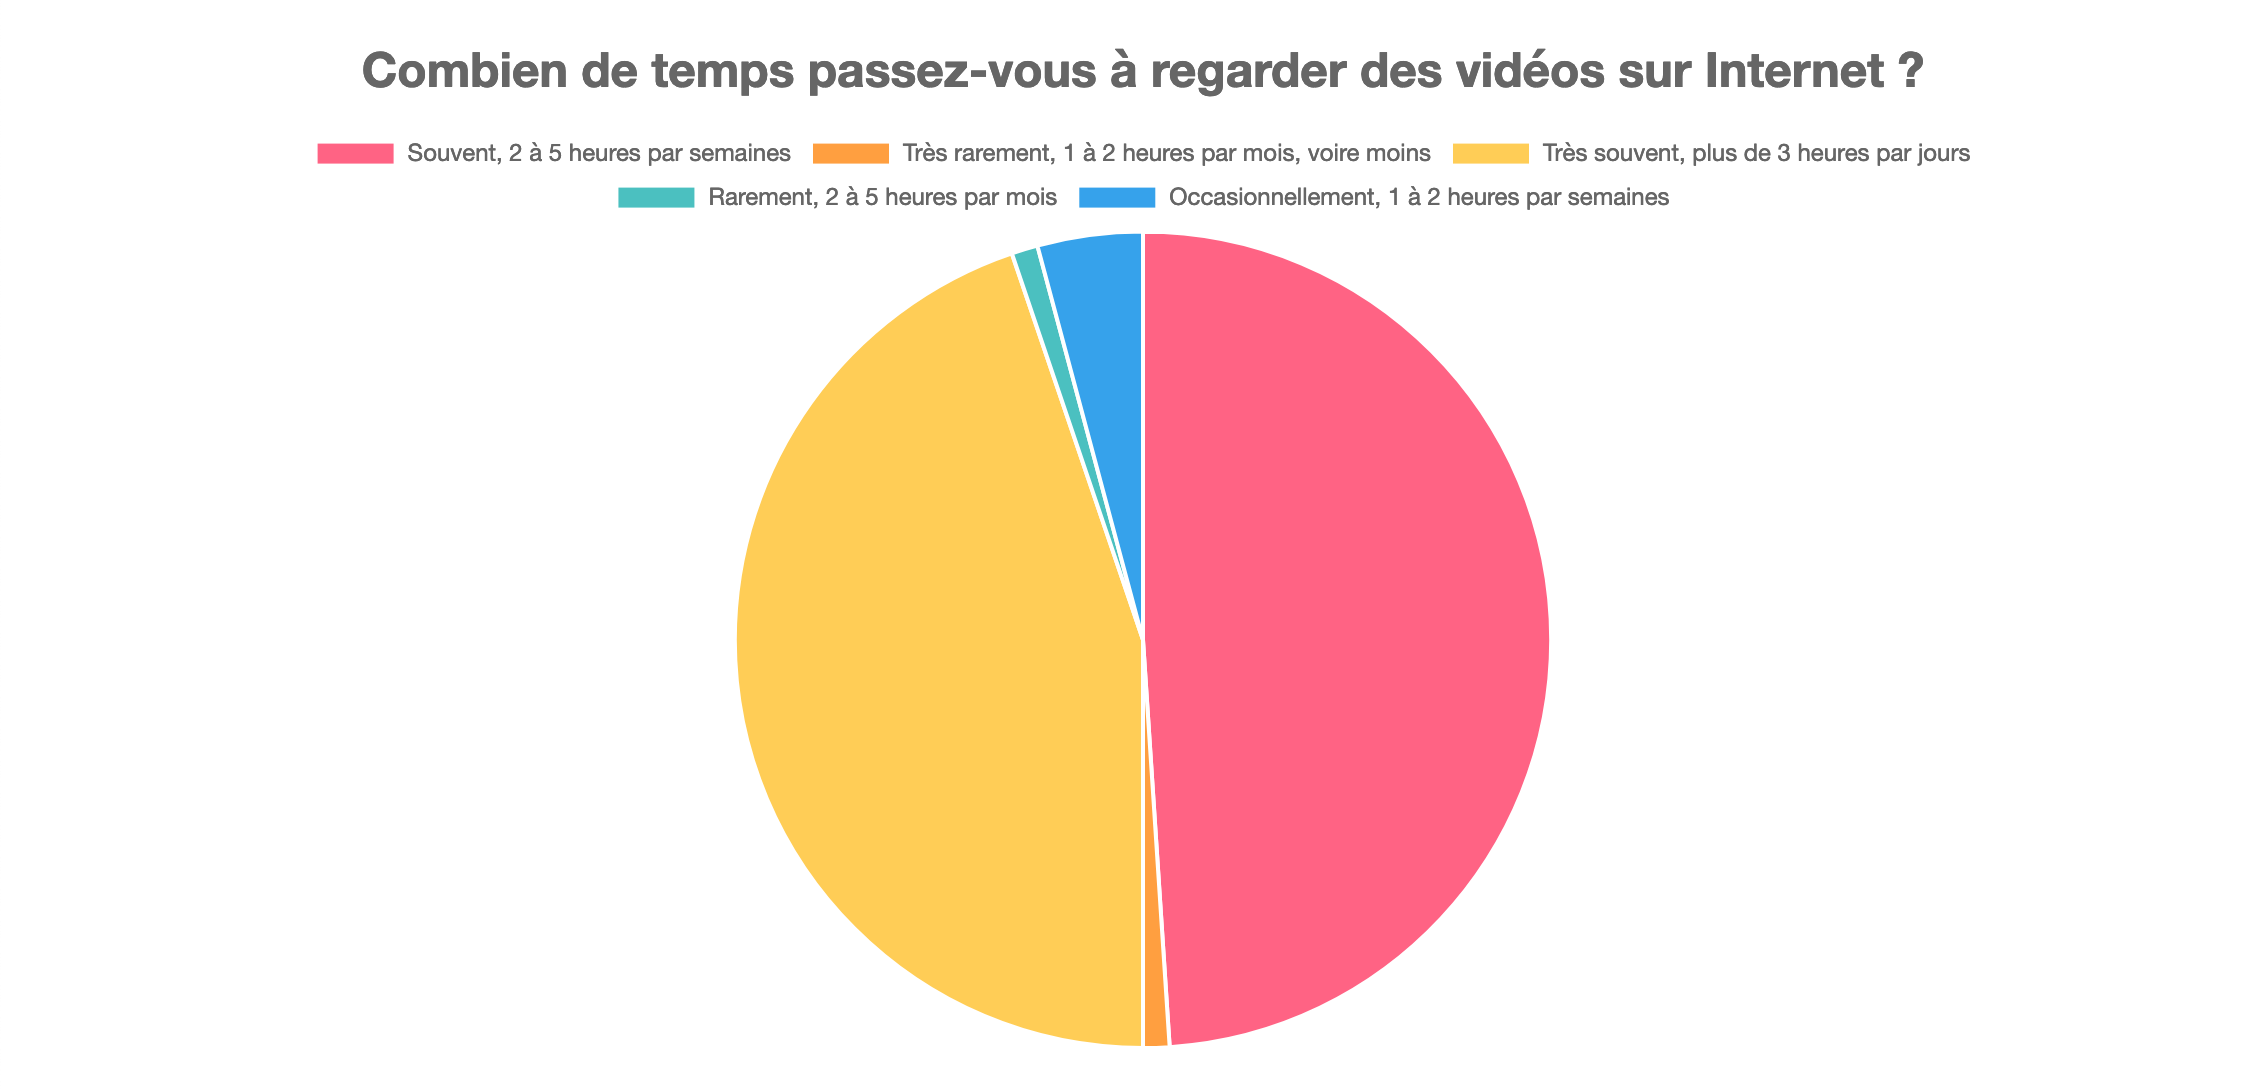 Combien de temps passez-vous à regarder des vidéos sur Internet ?
Souvent, 2 à 5 heures par semaines Très rarement, 1 à 2 heures par mois, voire moins Très souvent, plus de 3 heures par jours
Rarement, 2 à 5 heures par mois Occasionnellement, 1 à 2 heures par semaines